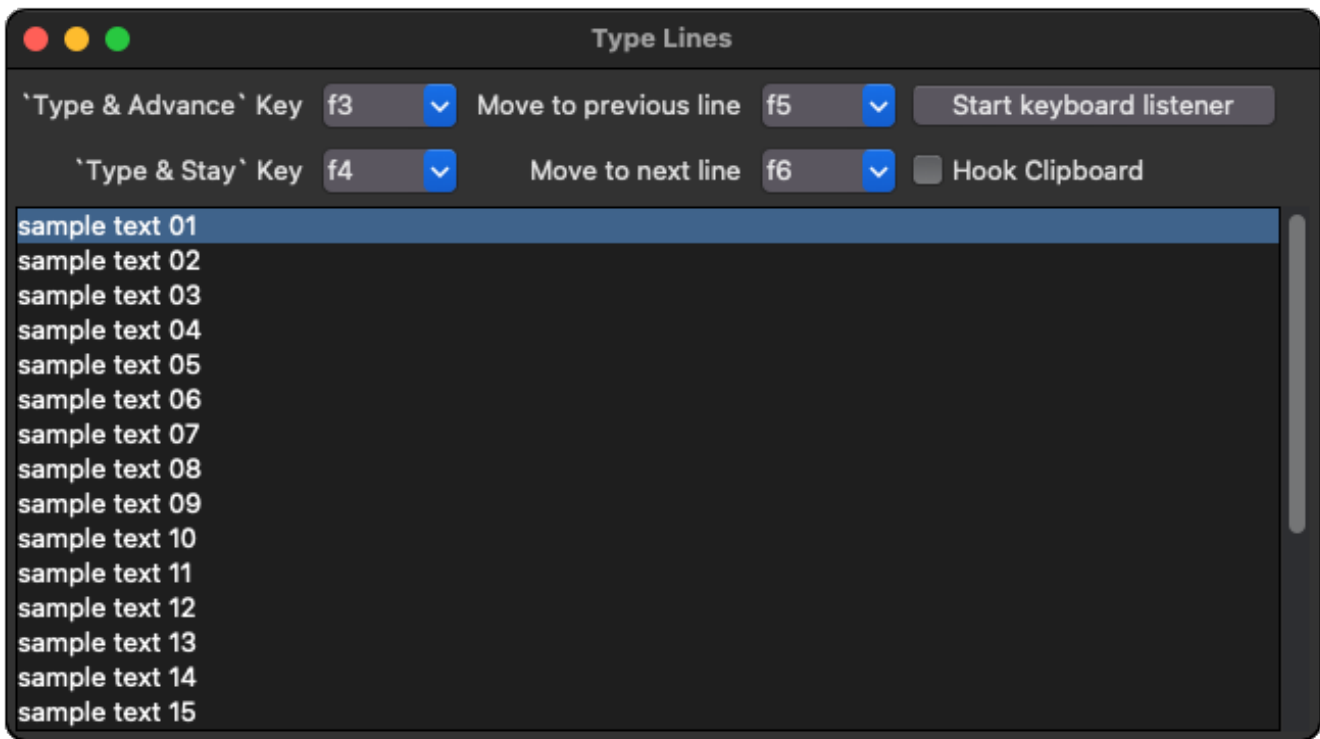 Type Lines
`Type & Advance` Key f3 Move to previous line f5 Start keyboard listener
`Type & Stay` Key f4 Move to next line f6 Hook Clipboard
sample text 01
sample text 02
sample text 03
sample text 04
sample text 05
sample text 06
sample text 07
sample text 08
sample text 09
sample text 10
sample text 11
sample text 12
sample text 13
sample text 14
sample text 15